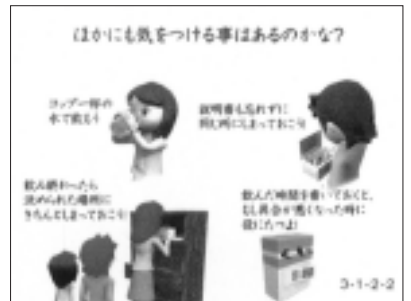 ほかにも気をつける事はあるのかな?
コップ一杯の
水で飲もう
説明書も忘れずに
同じ所にしまっておこう
飲み終わったら
決められた場所に
きちんとしまっておこう
飲んだ時間を書いておくと、
もし具合が悪くなった時に
役にたつよ!
3-1-2-2